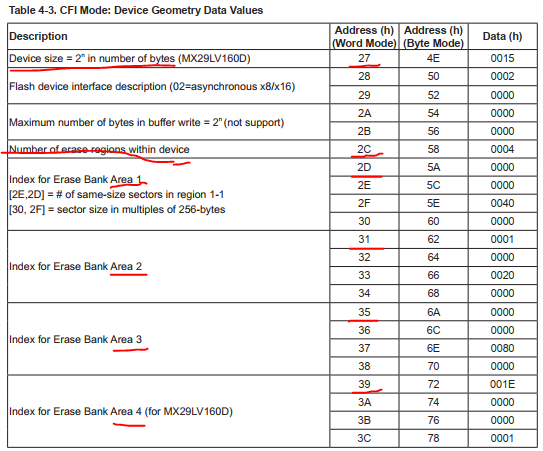 Table 4-3. CFI Mode: Device Geometry Data Values
Description Address (h) (Word Mode) Address (h) (Byte Mode) Data (h)
Device size = 2ⁿ in number of bytes (MX29LV160D) 27 4E 0015
Flash device interface description (02=asynchronous x8/x16) 28 50 0002
29 52 0000
Maximum number of bytes in buffer write = 2ⁿ (not support) 2A 54 0000
2B 56 0000
Number of erase regions within device 2C 58 0004
Index for Erase Bank Area 1 2D 5A 0000
[2E,2D] = # of same-size sectors in region 1-1 2E 5C 0000
[30, 2F] = sector size in multiples of 256-bytes 2F 5E 0040
30 60 0000
Index for Erase Bank Area 2 31 62 0001
32 64 0000
33 66 0020
34 68 0000
Index for Erase Bank Area 3 35 6A 0000
36 6C 0000
37 6E 0080
38 70 0000
Index for Erase Bank Area 4 (for MX29LV160D) 39 72 001E
3A 74 0000
3B 76 0000
3C 78 0001